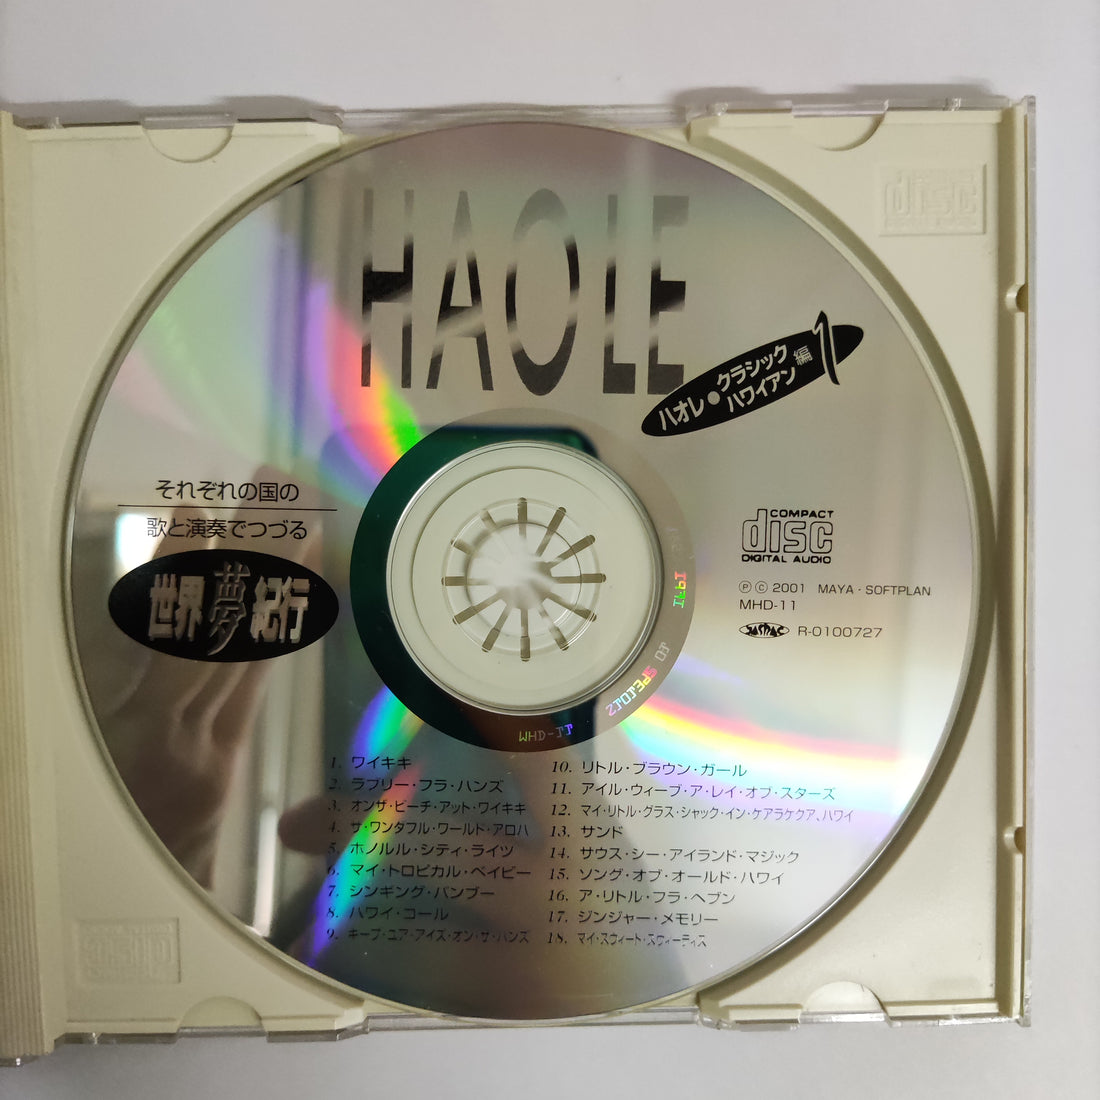 HAOLE
ハオレ●クラシックハワイアン編 1
disc
それぞれの国の
歌と演奏でつづる
世界夢紀行
COMPACT
disc
DIGITAL AUDIO
ⓅⒸ 2001 MAYA・SOFTPLAN
MHD-11
JASRAC R-0100727
1. ワイキキ
2. ラブリー・フラ・ハンズ
3. オンザ・ビーチ・アット・ワイキキ
4. ザ・ワンタフル・ワールド・アロハ
5. ホノルル・シティ・ライツ
6. マイ・トロピカル・ベイビー
7. シンギング・バンブー
8. ハワイ・コール
9. キープ・ユア・アイズ・オン・ザ・ハンズ
10. リトル・ブラウン・ガール
11. アイル・ウィーブ・ア・レイ・オブ・スターズ
12. マイ・リトル・グラス・シャック・イン・ケアラケクア、ハワイ
13. サンド
14. サウス・シー・アイランド・マジック
15. ソング・オブ・オールド・ハワイ
16. ア・リトル・フラ・ヘブン
17. ジンジャー・メモリー
18. マイ・スウィート・スウィーティス